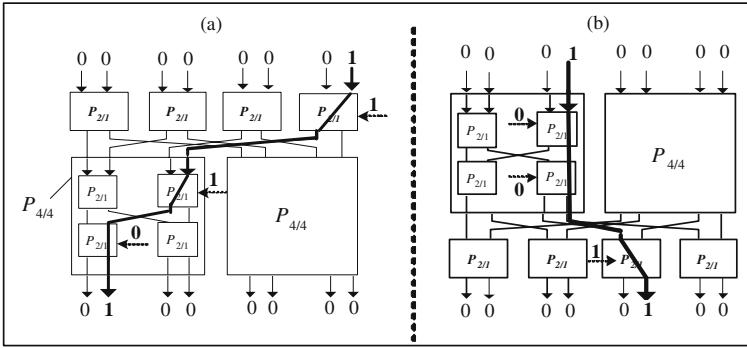 (a)
0 0 0 0 0 0 0 1
P2/1 P2/1 P2/1 P2/1
1
P4/4
P2/1 P2/1
1
P4/4
P2/1 P2/1
0
0 1 0 0 0 0 0 0
(b)
0 0 0 1 0 0 0 0
P2/1 0 P2/1
P4/4
P2/1 0 P2/1
P2/1 P2/1 1 P2/1 P2/1
0 0 0 0 0 1 0 0